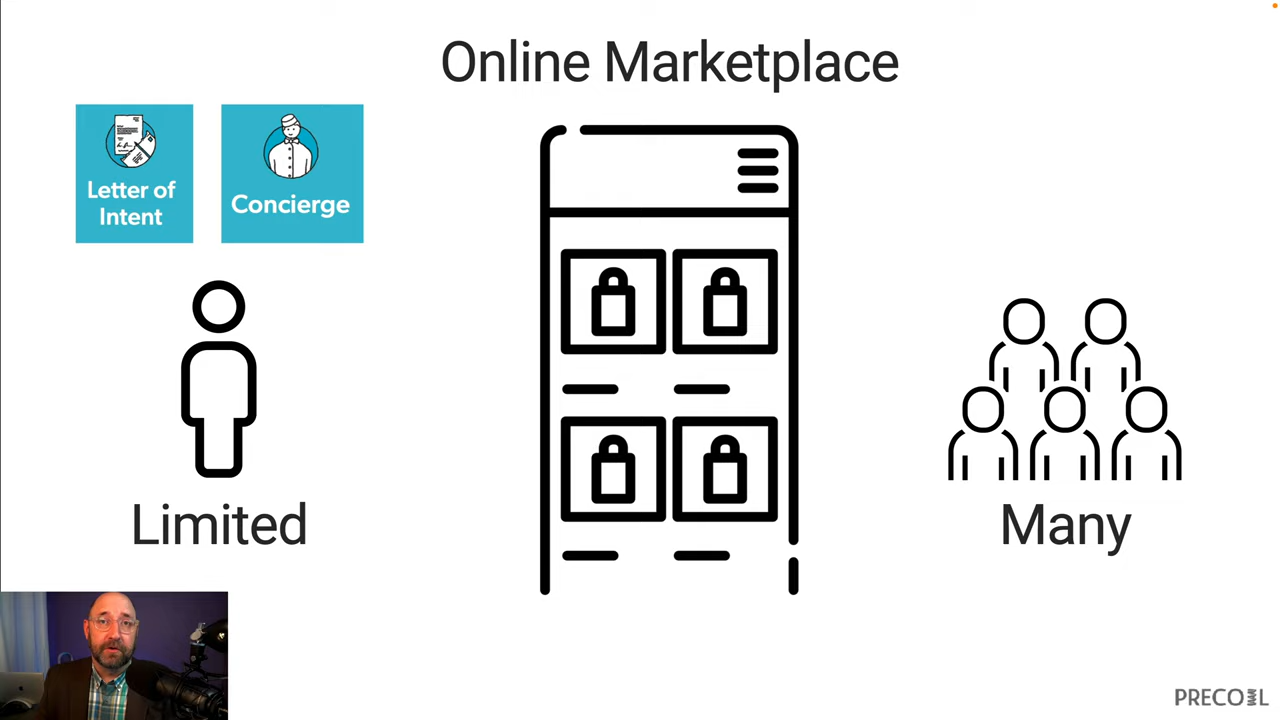 Online Marketplace
Letter of
Intent
Concierge
Limited
Many
PRECOIL